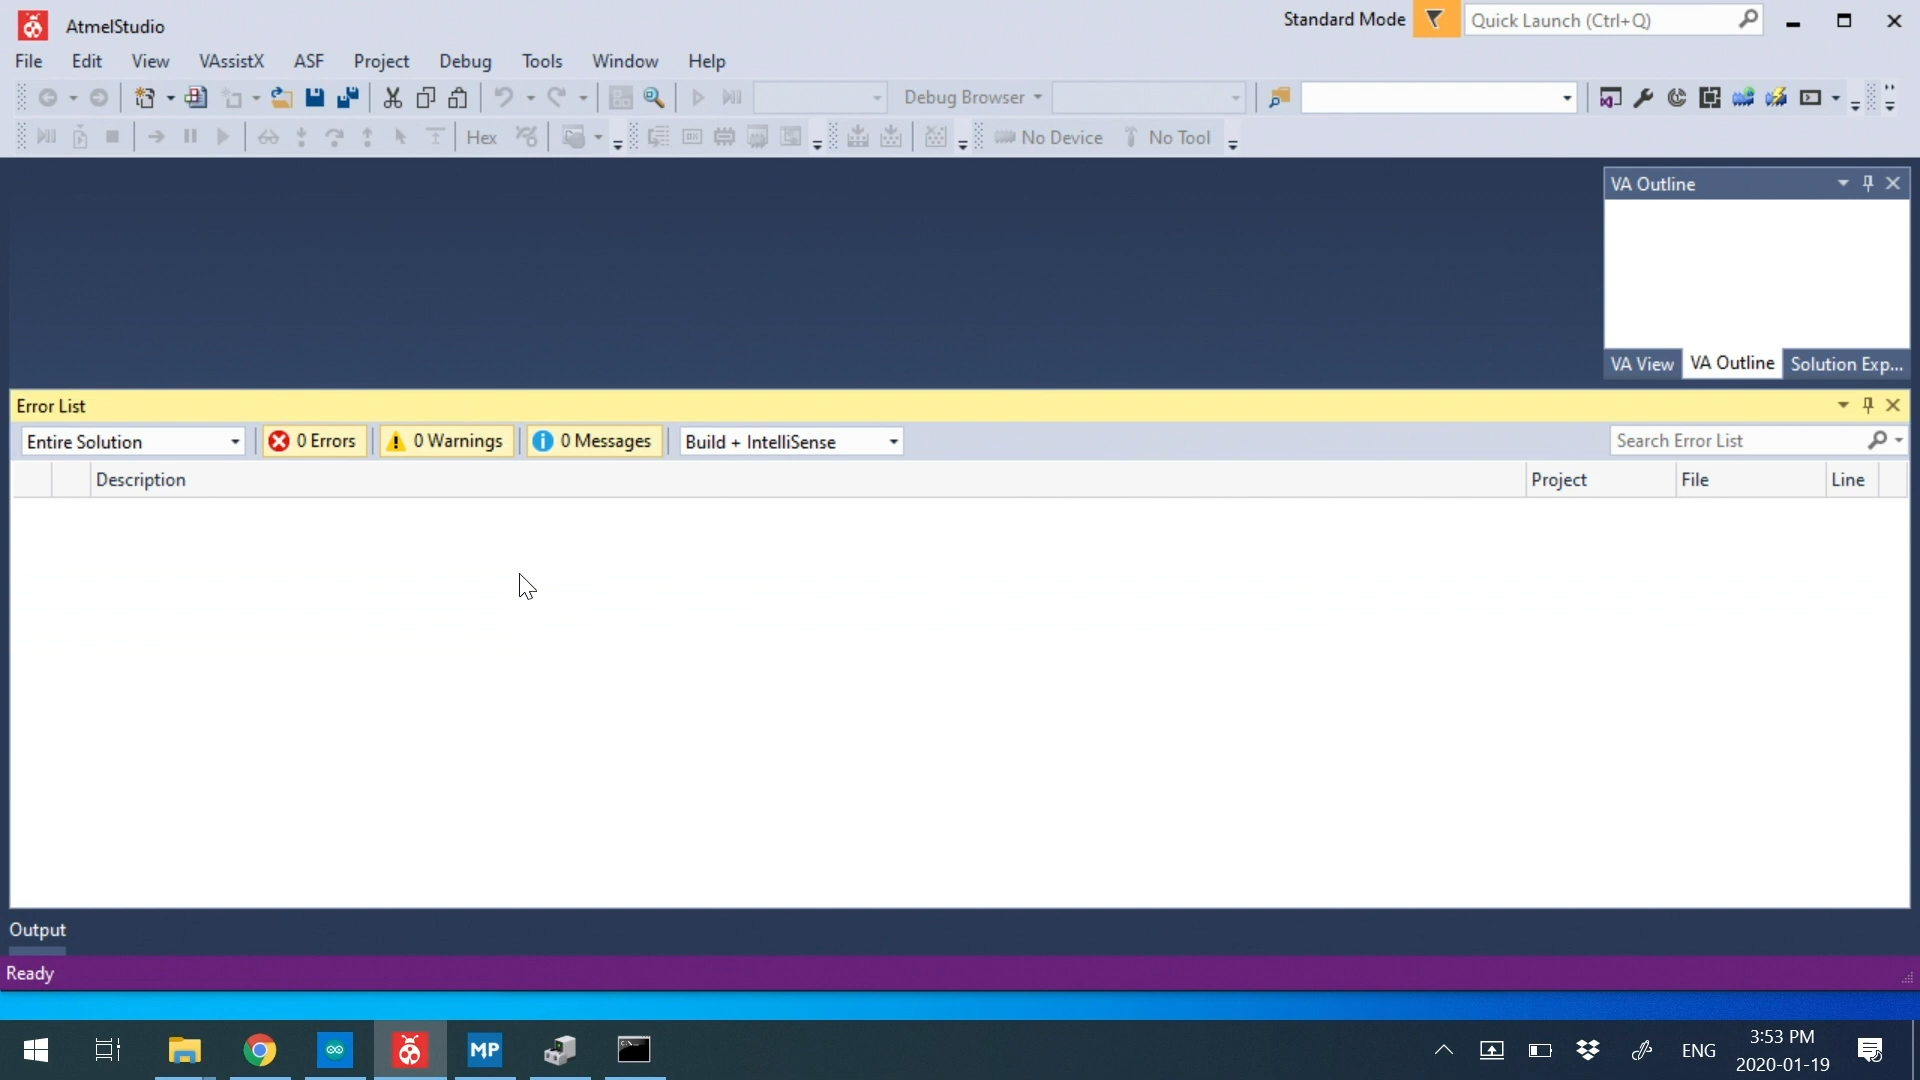 AtmelStudio
Standard Mode
Quick Launch (Ctrl+Q)
File Edit View VAssistX ASF Project Debug Tools Window Help
Debug Browser
Hex
No Device No Tool
VA Outline
VA View VA Outline Solution Exp...
Error List
Entire Solution 0 Errors 0 Warnings 0 Messages Build + IntelliSense Search Error List
Description Project File Line
Output
Ready
MP
ENG
3:53 PM
2020-01-19